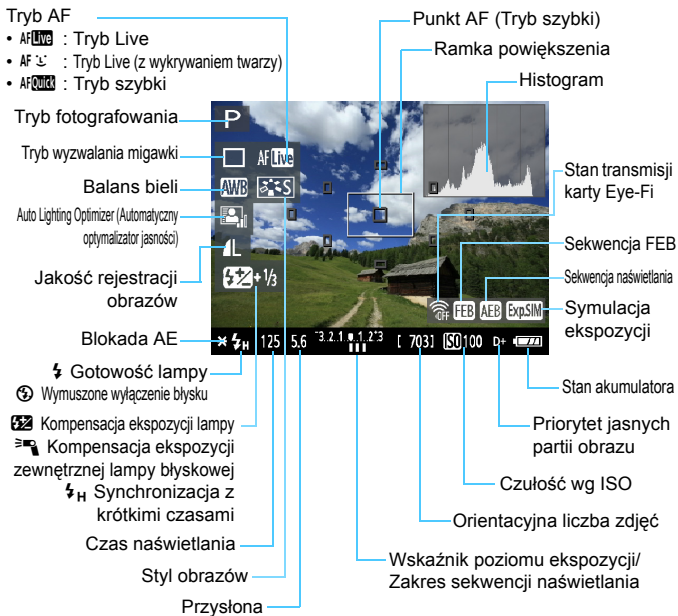 Tryb AF
• AF Live : Tryb Live
• AF : Tryb Live (z wykrywaniem twarzy)
• AF Quick : Tryb szybki
Tryb fotografowania
Tryb wyzwalania migawki
Balans bieli
Auto Lighting Optimizer (Automatyczny
optymalizator jasności)
Jakość rejestracji
obrazów
Blokada AE
Gotowość lampy
Wymuszone wyłączenie błysku
Kompensacja ekspozycji lampy
Kompensacja ekspozycji
zewnętrznej lampy błyskowej
H Synchronizacja z
krótkimi czasami
Czas naświetlania
Styl obrazów
Przysłona
Punkt AF (Tryb szybki)
Ramka powiększenia
Histogram
Stan transmisji
karty Eye-Fi
Sekwencja FEB
Sekwencja naświetlania
Symulacja
ekspozycji
Stan akumulatora
Priorytet jasnych
partii obrazu
Czułość wg ISO
Orientacyjna liczba zdjęć
Wskaźnik poziomu ekspozycji/
Zakres sekwencji naświetlania
P
AF Live
AWB S
L
+1/3
OFF FEB AEB Exp.SIM
H 125 5.6 -3..2..1..0..1..2.+3 [ 703] ISO 100 D+